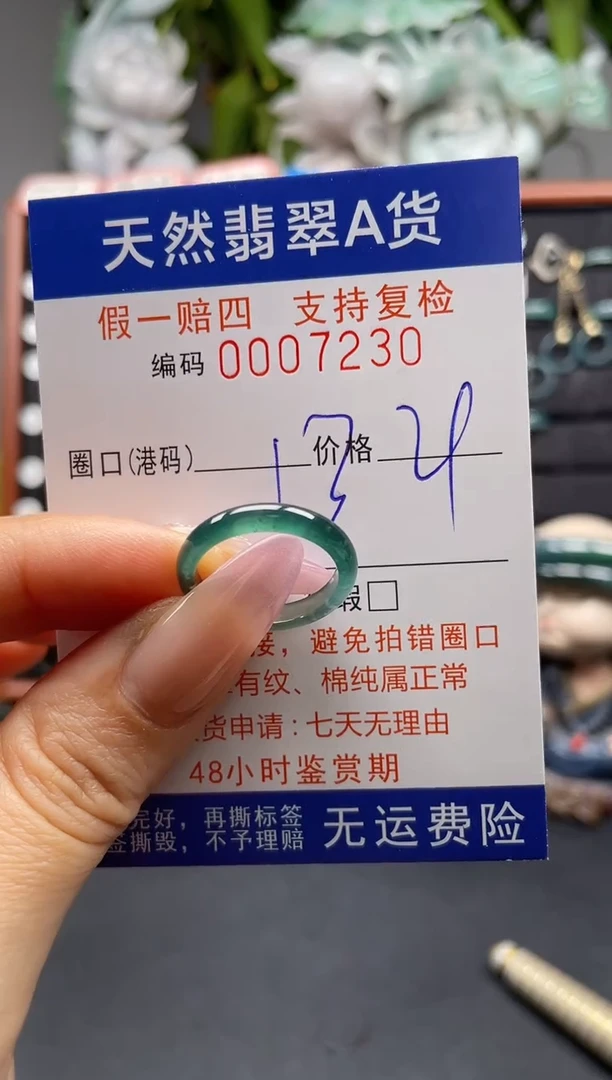 天然翡翠A货
假一赔四 支持复检
编码 0007230
圈口(港码) 价格
假□
接，避免拍错圈口
有纹、棉纯属正常
货申请：七天无理由
48小时鉴赏期
完好，再撕标签
签撕毁，不予理赔
无运费险